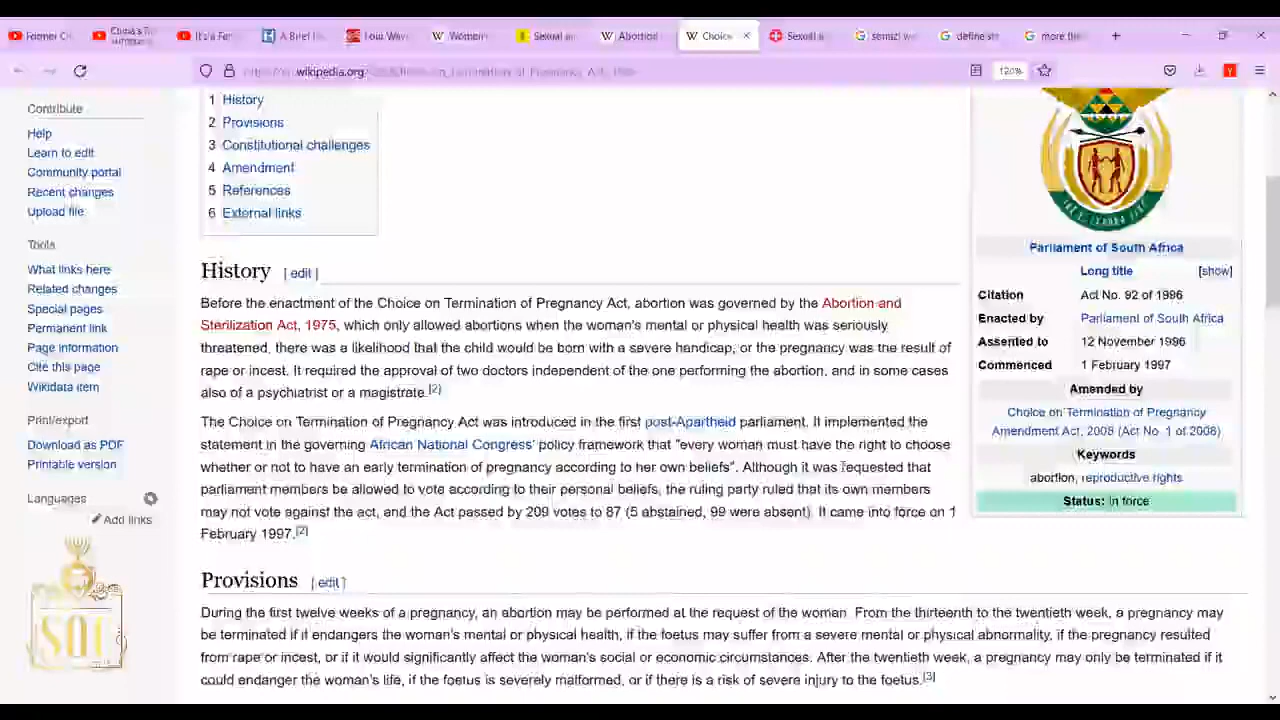 Former C
China's T
It's a Fa
A Brief
Four Wav
Women'
Sexual a
Abortion
Choice
Sexual a
define st
more the
wikipedia.org
120%
Contribute
Help
Learn to edit
Community portal
Recent changes
Upload file
Tools
What links here
Related changes
Special pages
Permanent link
Page information
Cite this page
Wikidata item
Print/export
Download as PDF
Printable version
Languages
Add links
SOF
1 History
2 Provisions
3 Constitutional challenges
4 Amendment
5 References
6 External links
History [ edit ]
Before the enactment of the Choice on Termination of Pregnancy Act, abortion was governed by the Abortion and
Sterilization Act, 1975, which only allowed abortions when the woman's mental or physical health was seriously
threatened, there was a likelihood that the child would be born with a severe handicap, or the pregnancy was the result of
rape or incest. It required the approval of two doctors independent of the one performing the abortion, and in some cases
also of a psychiatrist or a magistrate.[2]
The Choice on Termination of Pregnancy Act was introduced in the first post-Apartheid parliament. It implemented the
statement in the governing African National Congress' policy framework that "every woman must have the right to choose
whether or not to have an early termination of pregnancy according to her own beliefs". Although it was requested that
parliament members be allowed to vote according to their personal beliefs, the ruling party ruled that its own members
may not vote against the act, and the Act passed by 209 votes to 87 (5 abstained, 99 were absent). It came into force on 1
February 1997.[2]
Provisions [ edit ]
During the first twelve weeks of a pregnancy, an abortion may be performed at the request of the woman. From the thirteenth to the twentieth week, a pregnancy may
be terminated if it endangers the woman's mental or physical health, if the foetus may suffer from a severe mental or physical abnormality, if the pregnancy resulted
from rape or incest, or if it would significantly affect the woman's social or economic circumstances. After the twentieth week, a pregnancy may only be terminated if it
could endanger the woman's life, if the foetus is severely malformed, or if there is a risk of severe injury to the foetus.[3]
Parliament of South Africa
Long title [show]
Citation Act No. 92 of 1996
Enacted by Parliament of South Africa
Assented to 12 November 1996
Commenced 1 February 1997
Amended by
Choice on Termination of Pregnancy
Amendment Act, 2008 (Act No. 1 of 2008)
Keywords
abortion, reproductive rights
Status: In force